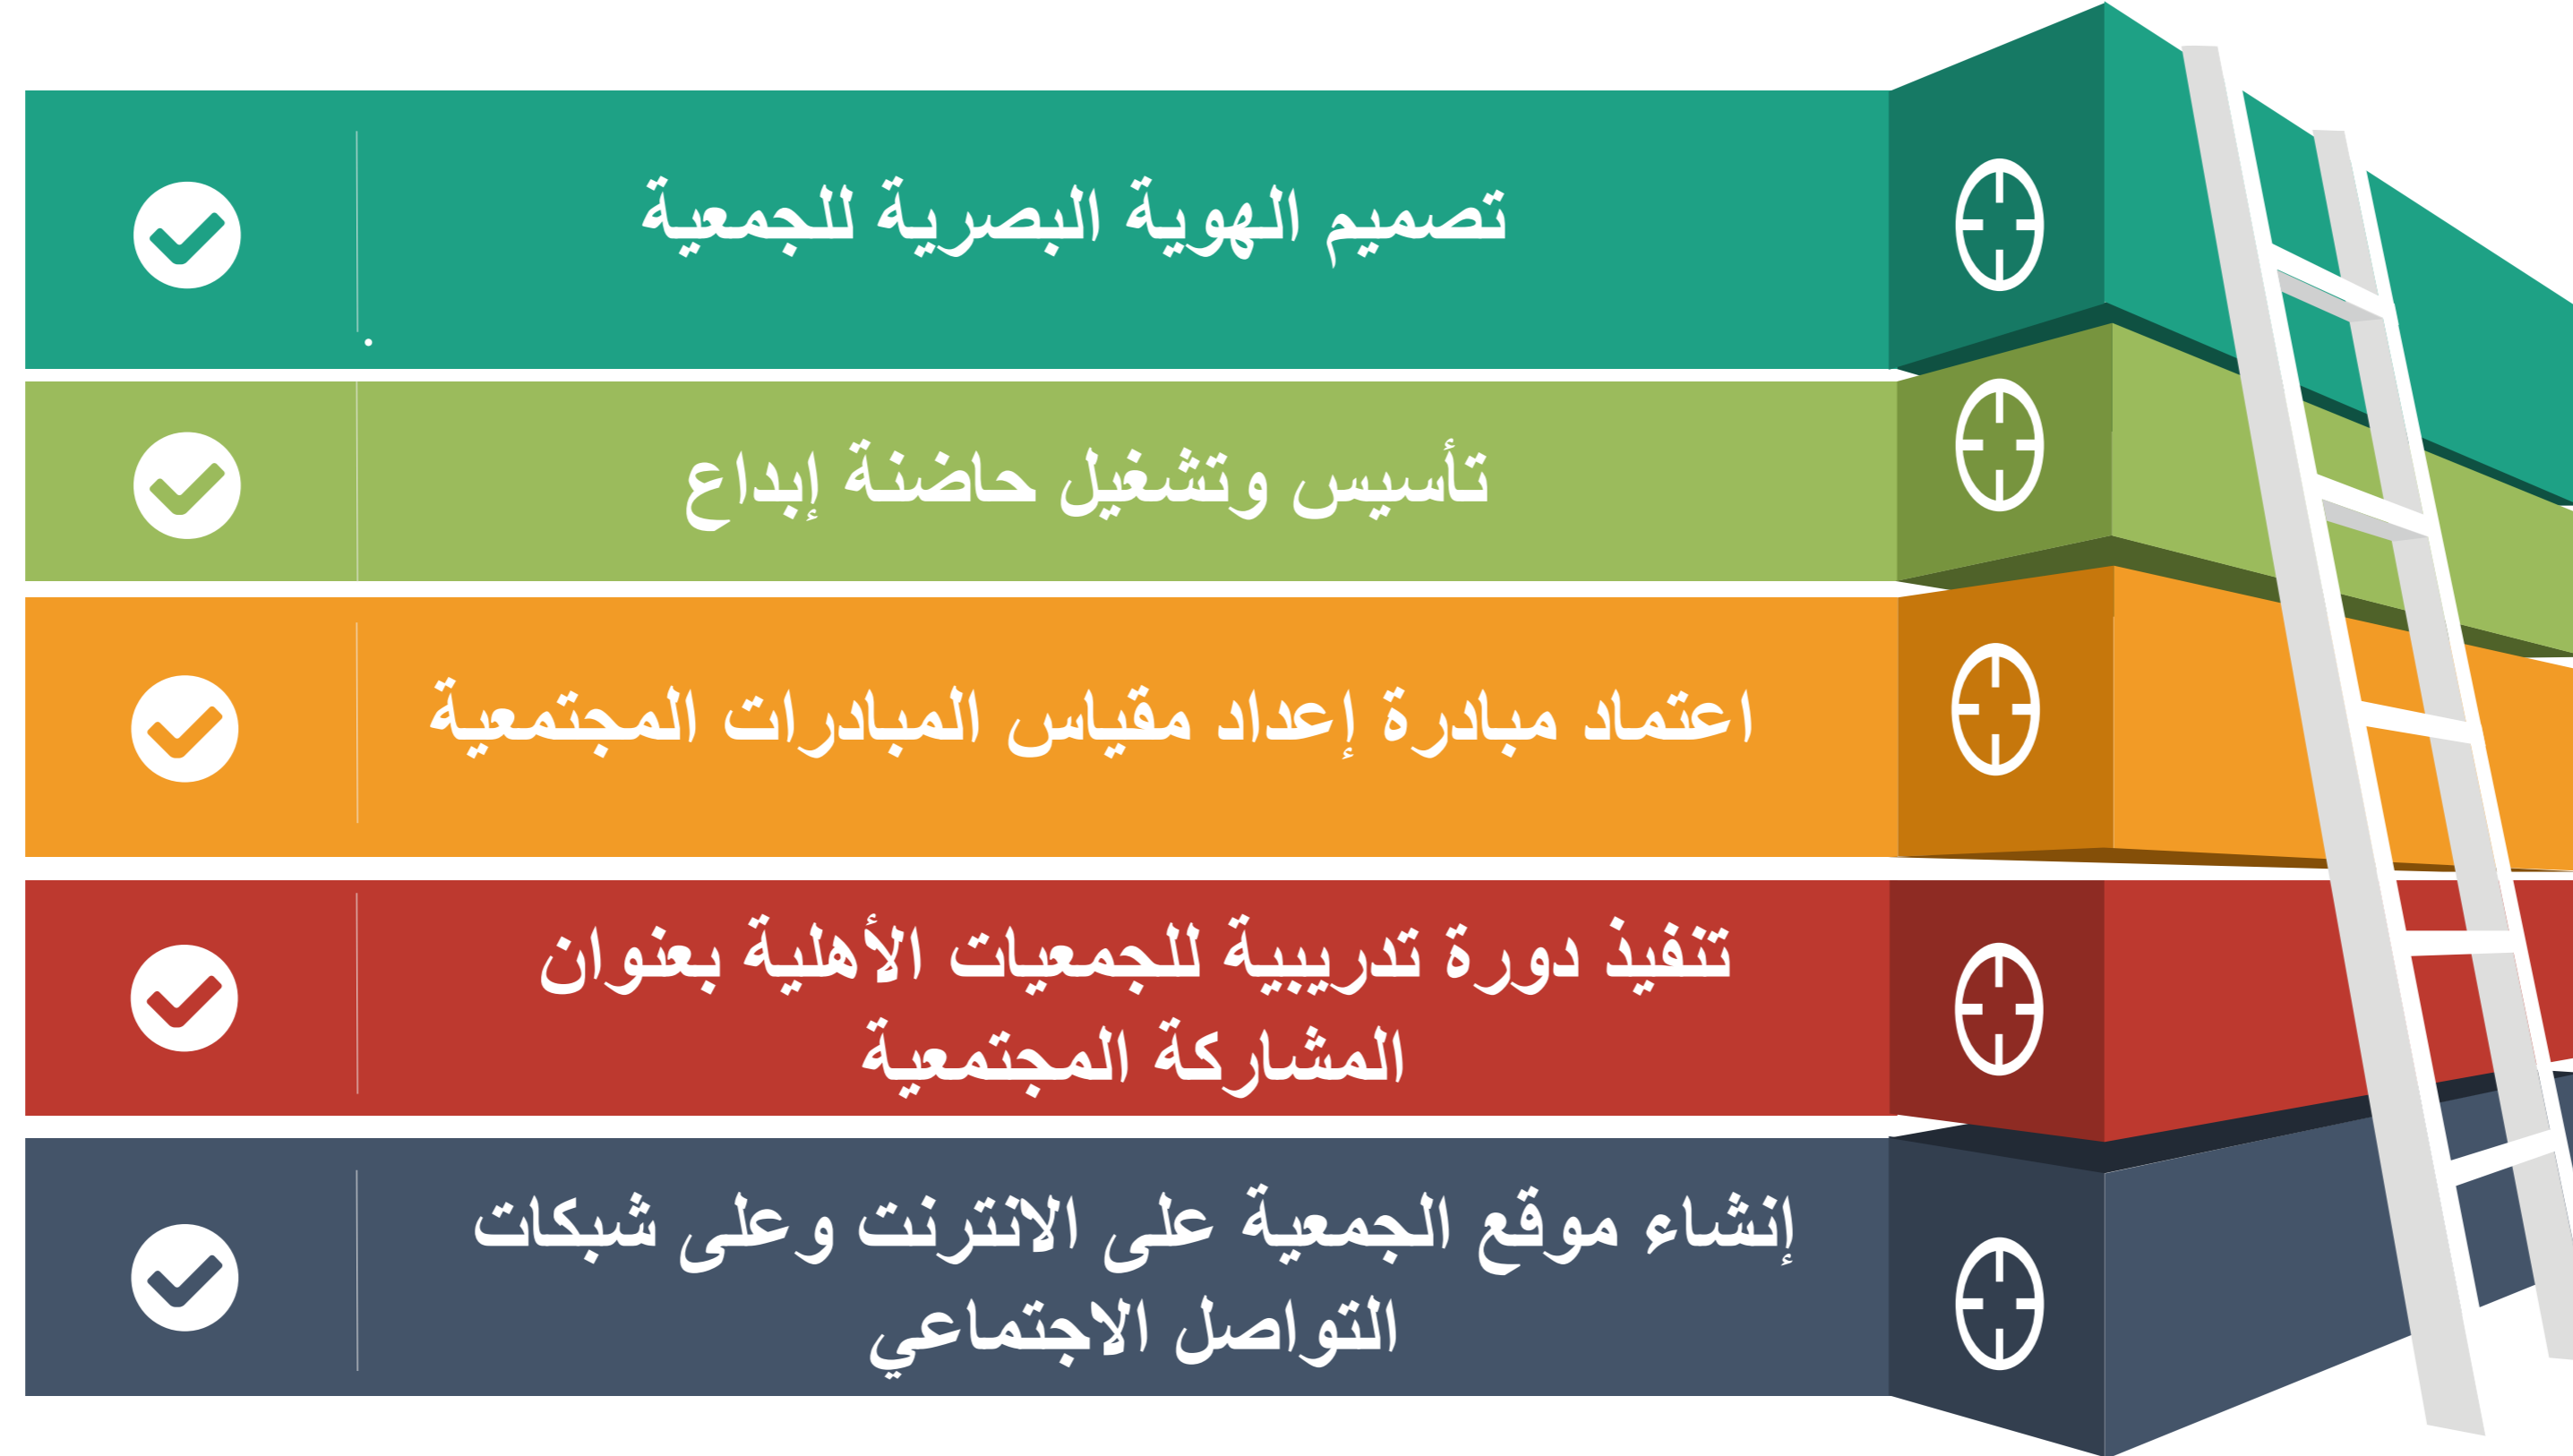 تصميم الهوية البصرية للجمعية
.
تأسيس وتشغيل حاضنة إبداع
اعتماد مبادرة إعداد مقياس المبادرات المجتمعية
تنفيذ دورة تدريبية للجمعيات الأهلية بعنوان
المشاركة المجتمعية
إنشاء موقع الجمعية على الانترنت وعلى شبكات
التواصل الاجتماعي